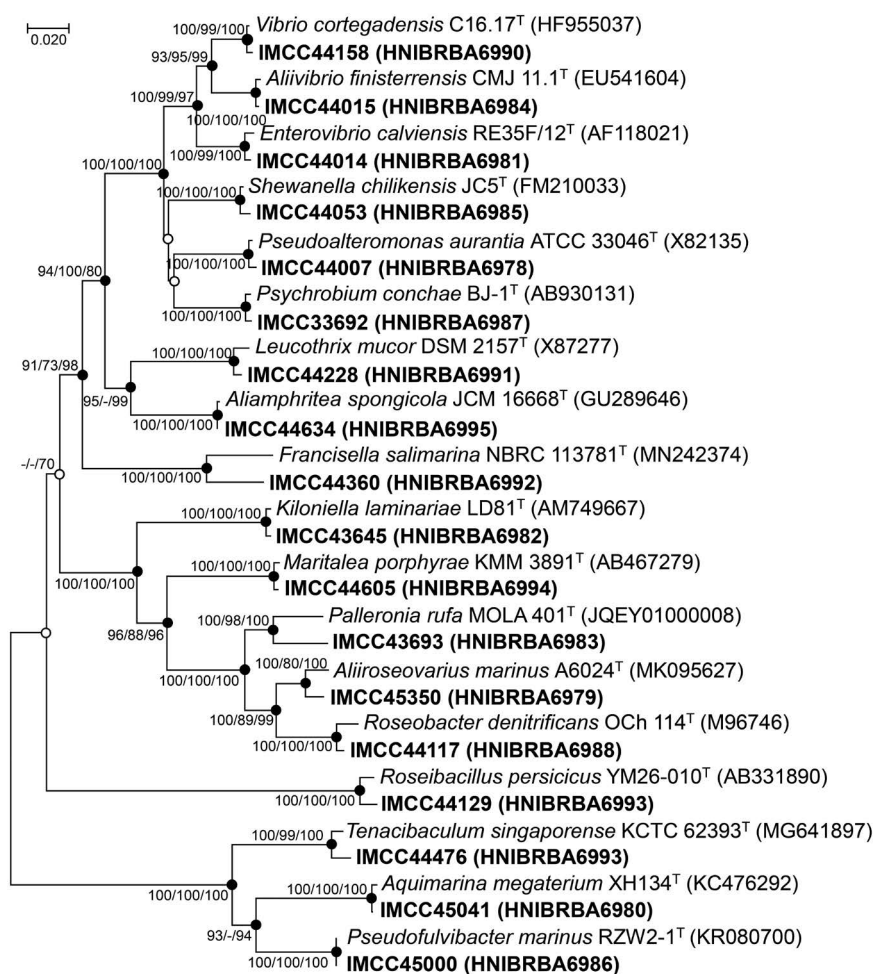 0.020
Vibrio cortegadensis C16.17ᵀ (HF955037)
100/99/100
IMCC44158 (HNIBRBA6990)
93/95/99
Aliivibrio finisterrensis CMJ 11.1ᵀ (EU541604)
100/99/97
IMCC44015 (HNIBRBA6984)
100/100/100
Enterovibrio calviensis RE35F/12ᵀ (AF118021)
100/99/100
IMCC44014 (HNIBRBA6981)
100/100/100
Shewanella chilikensis JC5ᵀ (FM210033)
100/100/100
IMCC44053 (HNIBRBA6985)
Pseudoalteromonas aurantia ATCC 33046ᵀ (X82135)
100/100/100
IMCC44007 (HNIBRBA6978)
94/100/80
Psychrobium conchae BJ-1ᵀ (AB930131)
100/100/100
IMCC33692 (HNIBRBA6987)
Leucothrix mucor DSM 2157ᵀ (X87277)
100/100/100
91/73/98
IMCC44228 (HNIBRBA6991)
95/-/99
Aliamphritea spongicola JCM 16668ᵀ (GU289646)
100/100/100
IMCC44634 (HNIBRBA6995)
Francisella salimarina NBRC 113781ᵀ (MN242374)
-/-/70
100/100/100
IMCC44360 (HNIBRBA6992)
Kiloniella laminariae LD81ᵀ (AM749667)
100/100/100
IMCC43645 (HNIBRBA6982)
Maritalea porphyrae KMM 3891ᵀ (AB467279)
100/100/100
100/100/100
IMCC44605 (HNIBRBA6994)
Palleronia rufa MOLA 401ᵀ (JQEY01000008)
100/98/100
96/88/96
IMCC43693 (HNIBRBA6983)
100/80/100
Aliiroseovarius marinus A6024ᵀ (MK095627)
100/100/100
IMCC45350 (HNIBRBA6979)
100/89/99
Roseobacter denitrificans OCh 114ᵀ (M96746)
100/100/100
IMCC44117 (HNIBRBA6988)
Roseibacillus persicicus YM26-010ᵀ (AB331890)
100/100/100
IMCC44129 (HNIBRBA6993)
Tenacibaculum singaporense KCTC 62393ᵀ (MG641897)
100/99/100
IMCC44476 (HNIBRBA6993)
100/100/100
Aquimarina megaterium XH134ᵀ (KC476292)
100/100/100
IMCC45041 (HNIBRBA6980)
93/-/94
Pseudofulvibacter marinus RZW2-1ᵀ (KR080700)
100/100/100
IMCC45000 (HNIBRBA6986)